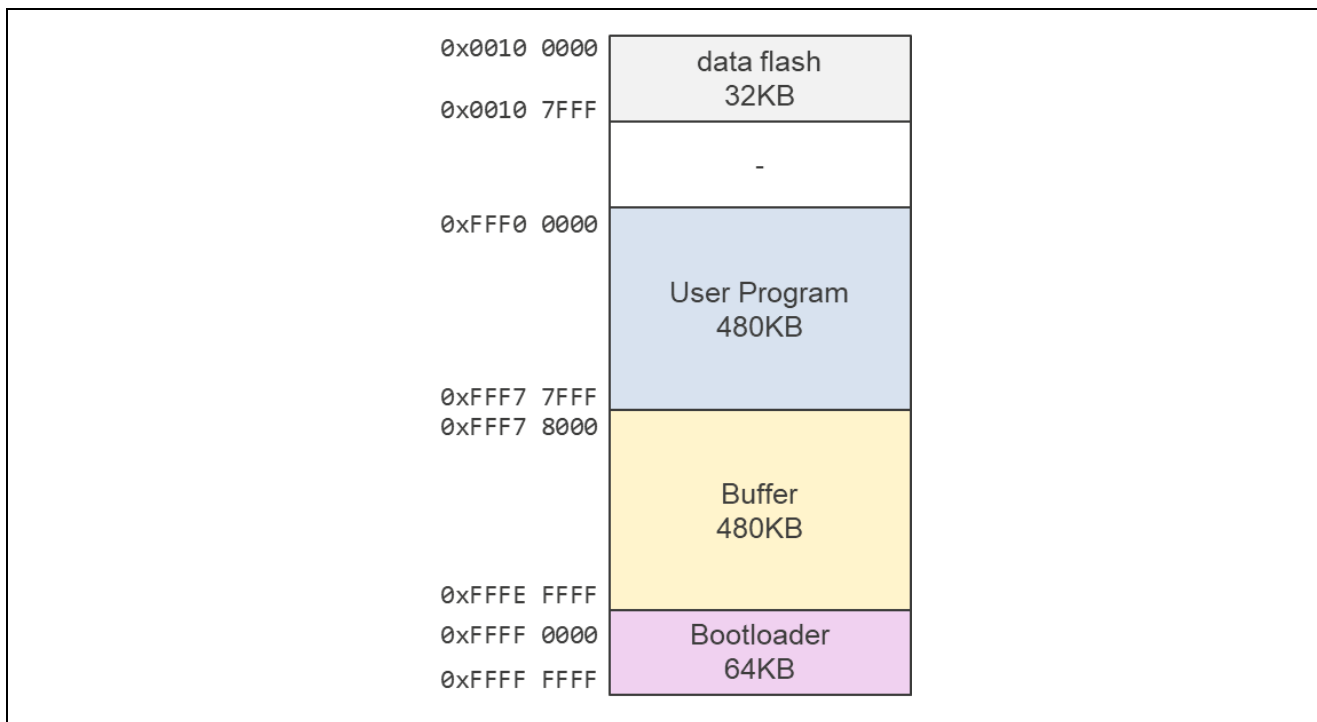 0x0010 0000
data flash
32KB
0x0010 7FFF
-
0xFFF0 0000
User Program
480KB
0xFFF7 7FFF
0xFFF7 8000
Buffer
480KB
0xFFFE FFFF
0xFFFF 0000
Bootloader
64KB
0xFFFF FFFF